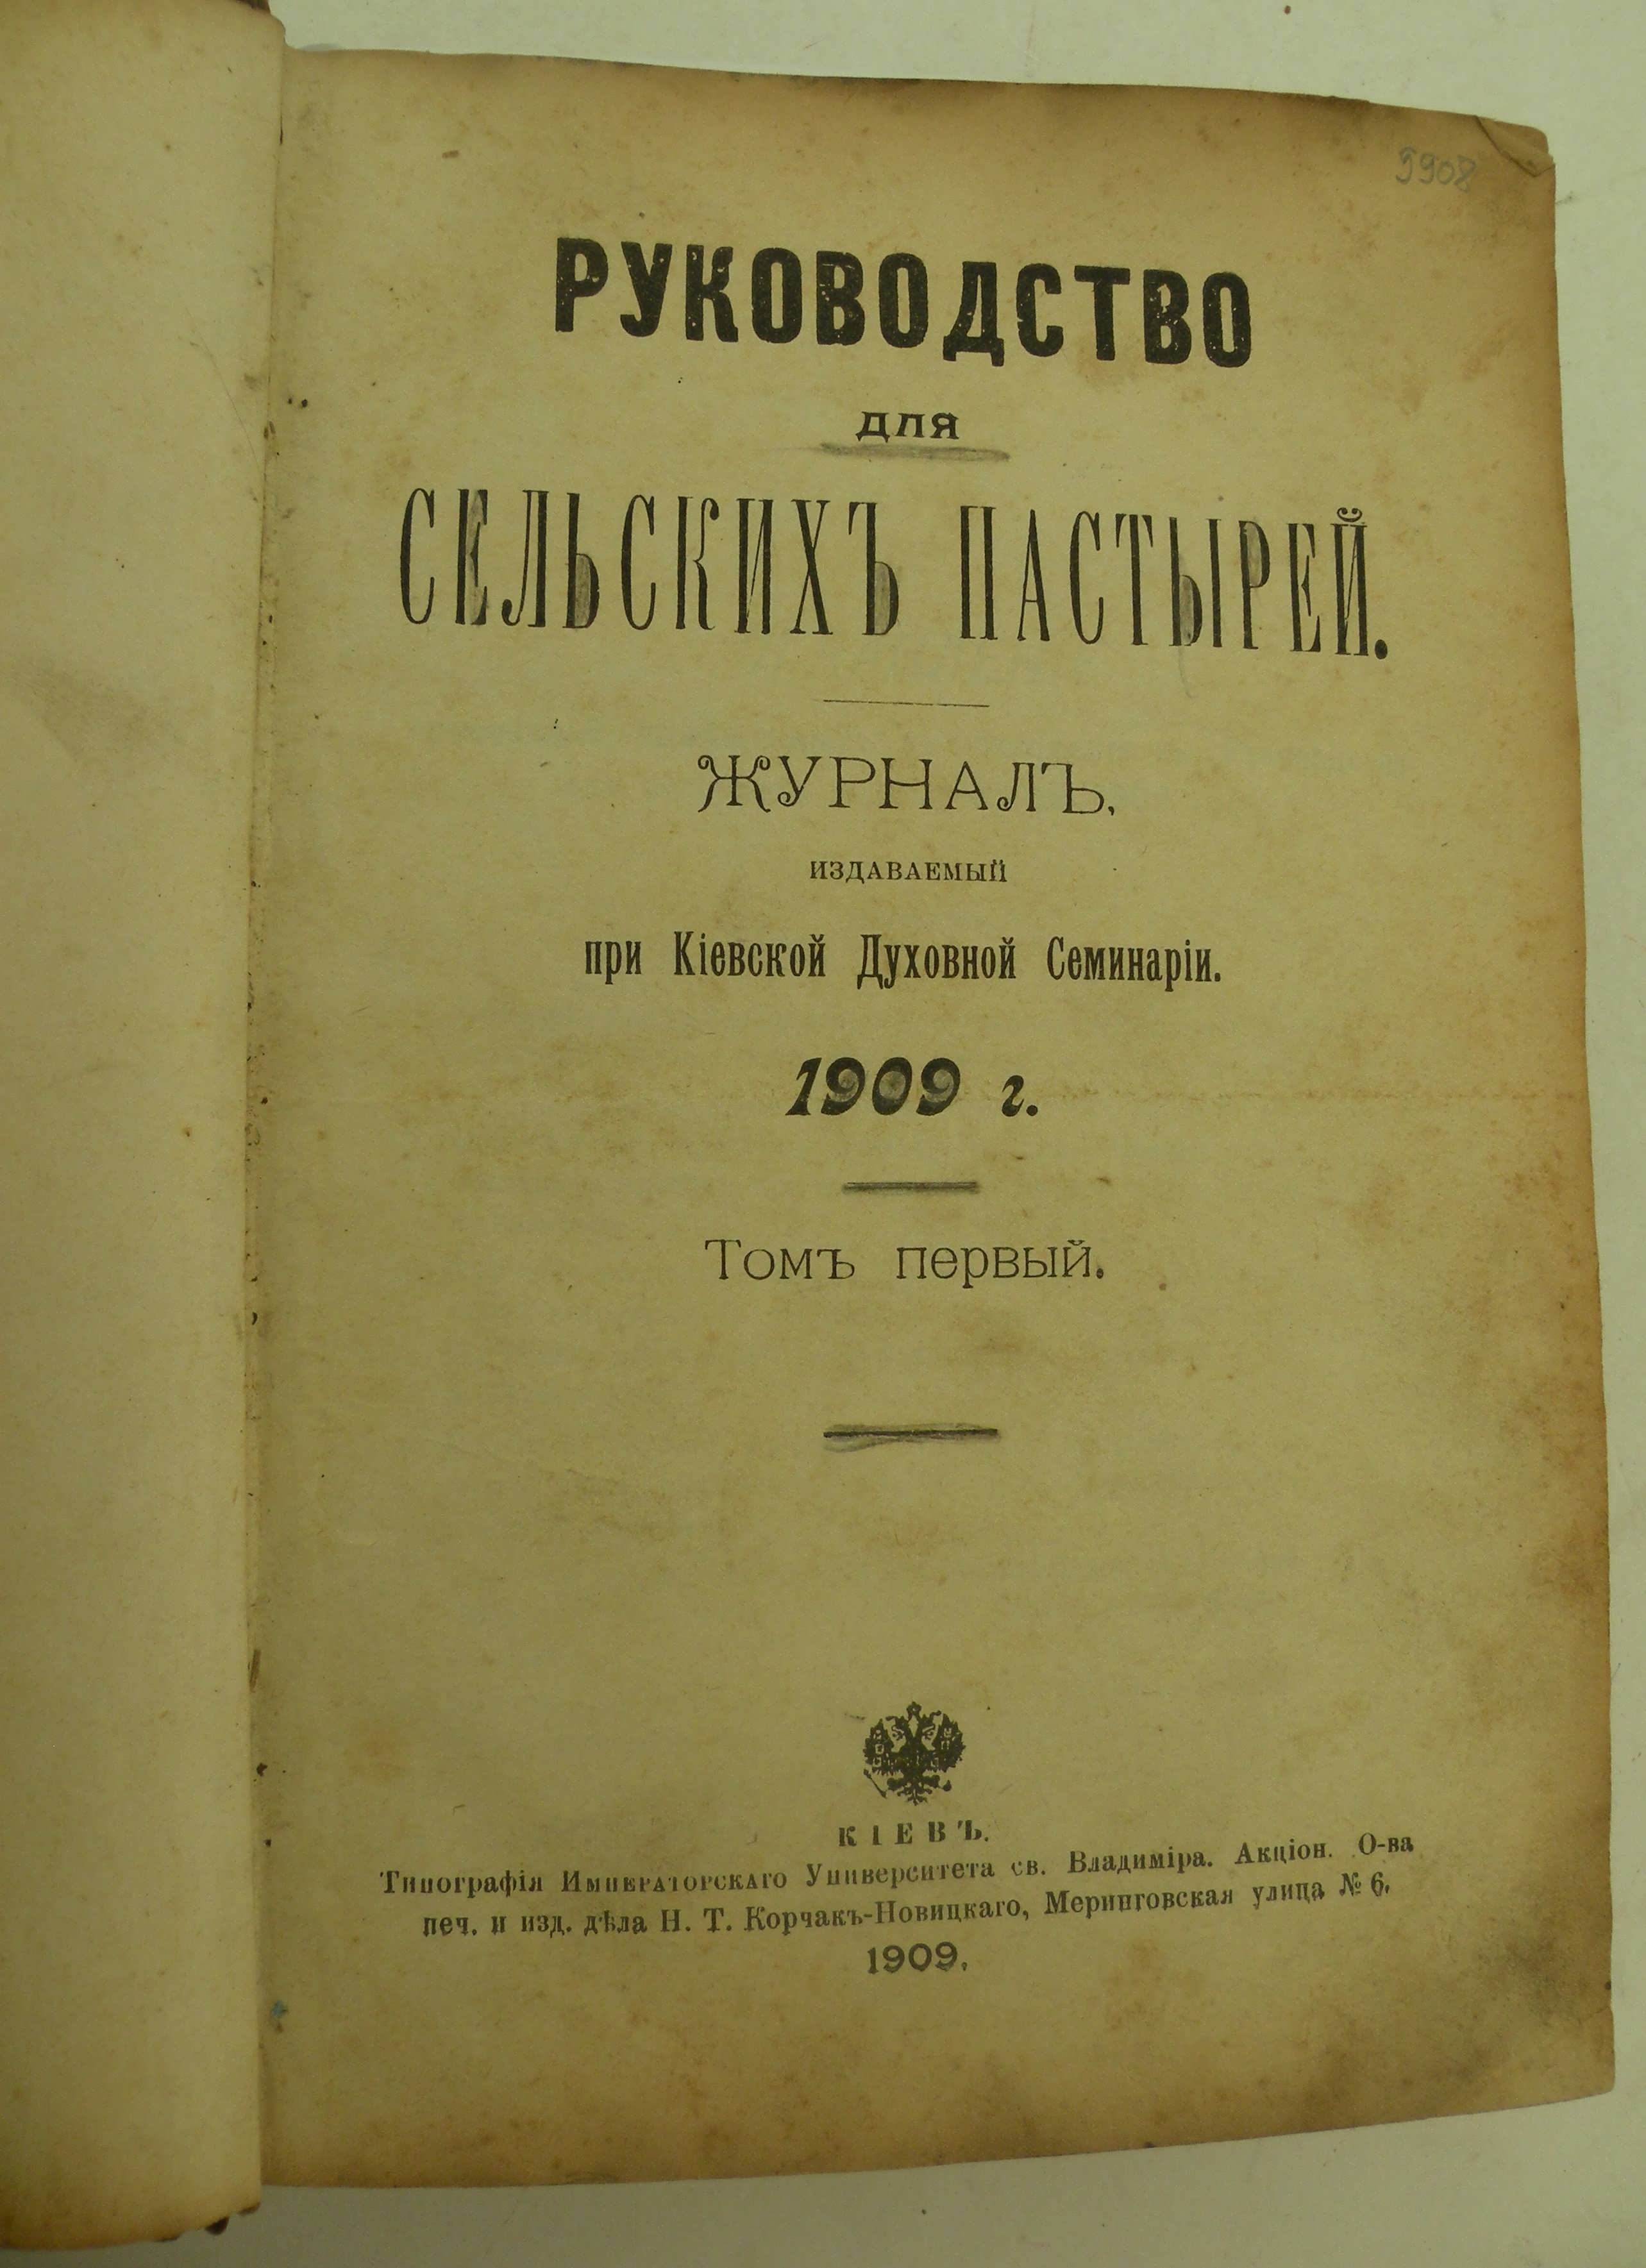 5908
РУКОВОДСТВО
для
СЕЛЬСКИХЪ ПАСТЫРЕЙ.
ЖУРНАЛЪ,
ИЗДАВАЕМЫЙ
при Кіевской Духовной Семинаріи.
1909 г.
Томъ первый.
КІЕВЪ.
Типографія Императорскаго Университета св. Владиміра. Акціон. О-ва
печ. и изд. дѣла Н. Т. Корчакъ-Новицкаго, Меринговская улица № 6.
1909.